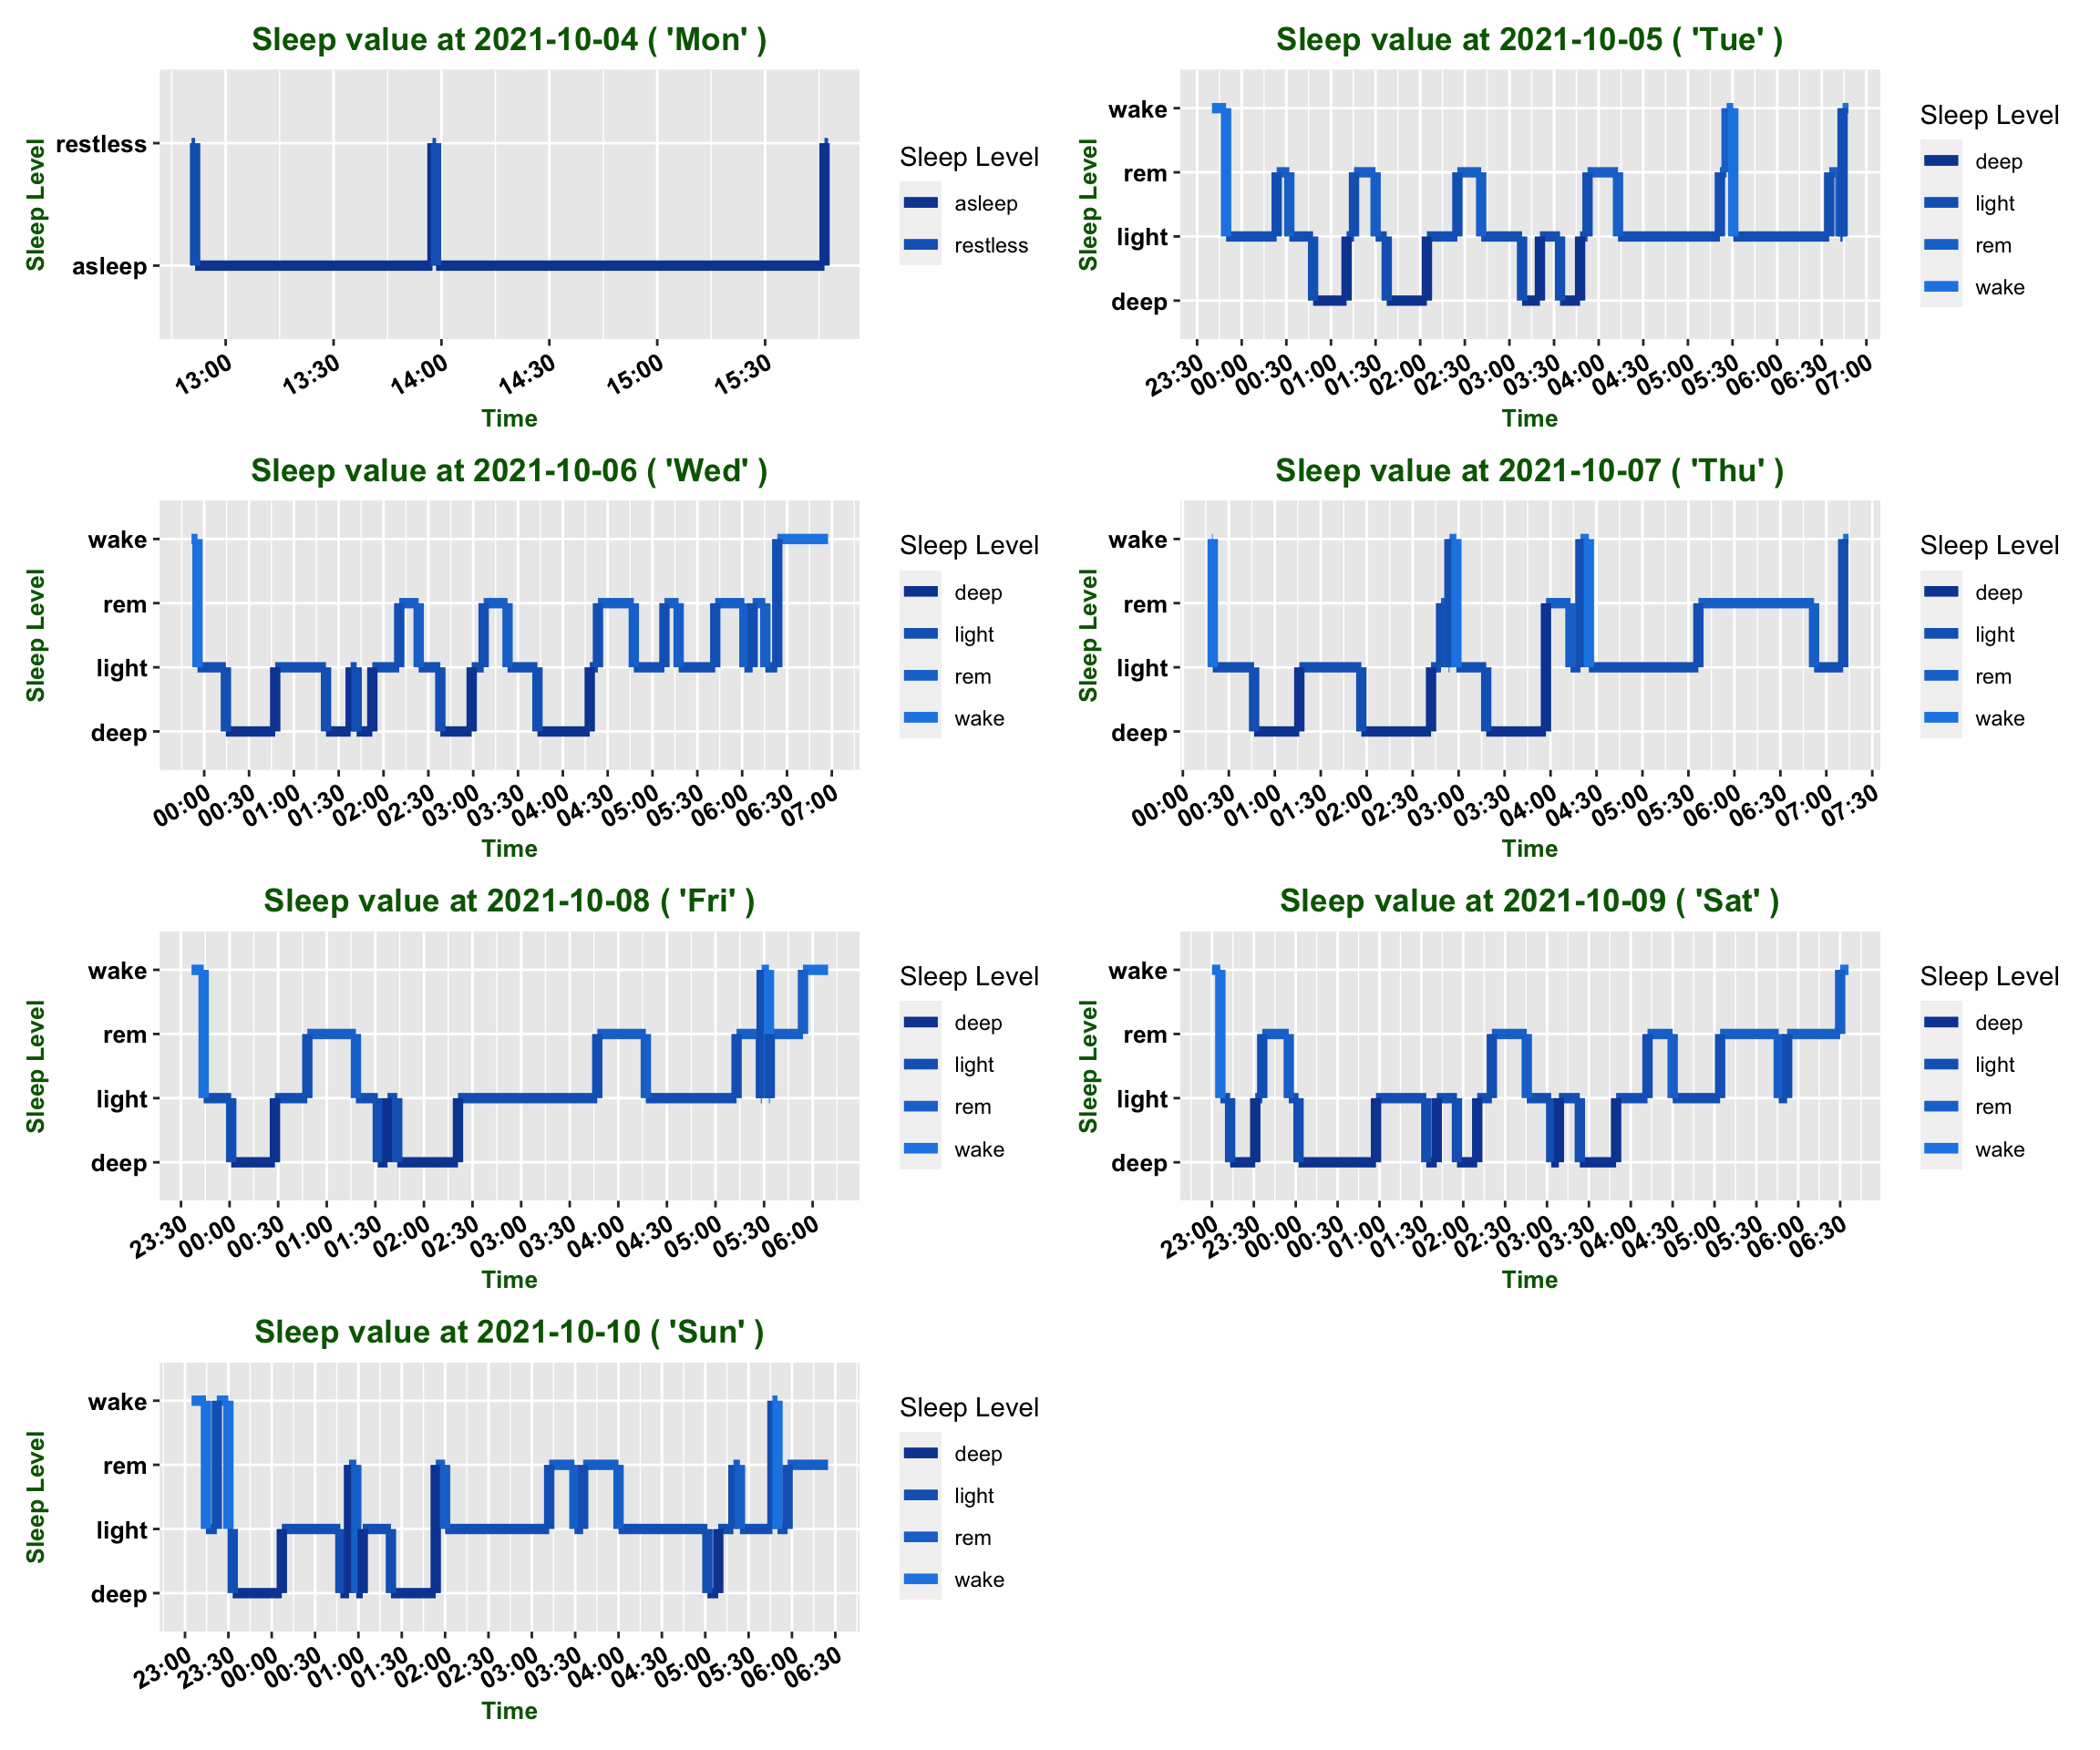 Sleep value at 2021-10-04 ( 'Mon' )
Sleep Level
restless
asleep
13:00 13:30 14:00 14:30 15:00 15:30
Time
Sleep Level
asleep
restless
Sleep value at 2021-10-05 ( 'Tue' )
Sleep Level
wake
rem
light
deep
23:30 00:00 00:30 01:00 01:30 02:00 02:30 03:00 03:30 04:00 04:30 05:00 05:30 06:00 06:30 07:00
Time
Sleep Level
deep
light
rem
wake
Sleep value at 2021-10-06 ( 'Wed' )
Sleep Level
wake
rem
light
deep
00:00 00:30 01:00 01:30 02:00 02:30 03:00 03:30 04:00 04:30 05:00 05:30 06:00 06:30 07:00
Time
Sleep Level
deep
light
rem
wake
Sleep value at 2021-10-07 ( 'Thu' )
Sleep Level
wake
rem
light
deep
00:00 00:30 01:00 01:30 02:00 02:30 03:00 03:30 04:00 04:30 05:00 05:30 06:00 06:30 07:00 07:30
Time
Sleep Level
deep
light
rem
wake
Sleep value at 2021-10-08 ( 'Fri' )
Sleep Level
wake
rem
light
deep
23:30 00:00 00:30 01:00 01:30 02:00 02:30 03:00 03:30 04:00 04:30 05:00 05:30 06:00
Time
Sleep Level
deep
light
rem
wake
Sleep value at 2021-10-09 ( 'Sat' )
Sleep Level
wake
rem
light
deep
23:00 23:30 00:00 00:30 01:00 01:30 02:00 02:30 03:00 03:30 04:00 04:30 05:00 05:30 06:00 06:30
Time
Sleep Level
deep
light
rem
wake
Sleep value at 2021-10-10 ( 'Sun' )
Sleep Level
wake
rem
light
deep
23:00 23:30 00:00 00:30 01:00 01:30 02:00 02:30 03:00 03:30 04:00 04:30 05:00 05:30 06:00 06:30
Time
Sleep Level
deep
light
rem
wake